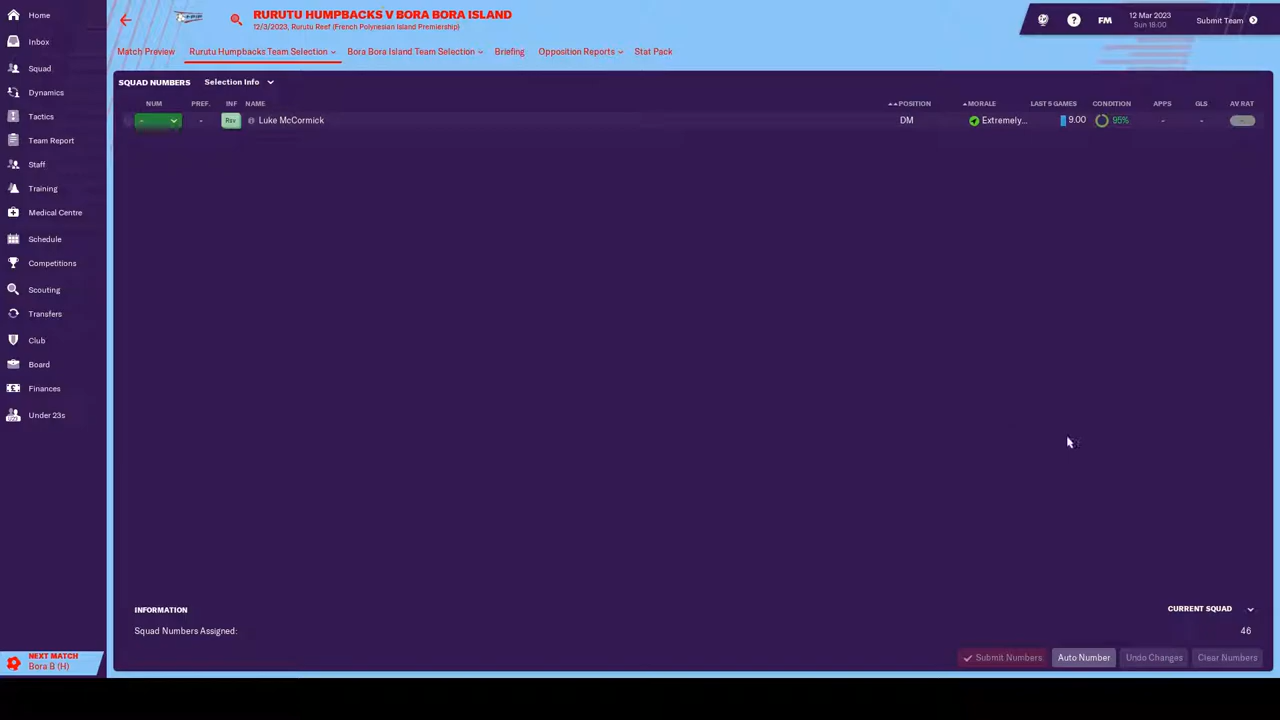 Home
Inbox
Squad
Dynamics
Tactics
Team Report
Staff
Training
Medical Centre
Schedule
Competitions
Scouting
Transfers
Club
Board
Finances
Under 23s
NEXT MATCH
Bora B (H)
RURUTU HUMPBACKS V BORA BORA ISLAND
12/3/2023, Rurutu Reef (French Polynesian Island Premiership)
FM
12 Mar 2023
Sun 18:00
Submit Team
Match Preview Rurutu Humpbacks Team Selection Bora Bora Island Team Selection Briefing Opposition Reports Stat Pack
SQUAD NUMBERS Selection Info
NUM PREF. INF NAME POSITION MORALE LAST 5 GAMES CONDITION APPS GLS AV RAT
- - Rsv Luke McCormick DM Extremely... 9.00 95% - - -
INFORMATION CURRENT SQUAD
Squad Numbers Assigned: 46
Submit Numbers Auto Number Undo Changes Clear Numbers